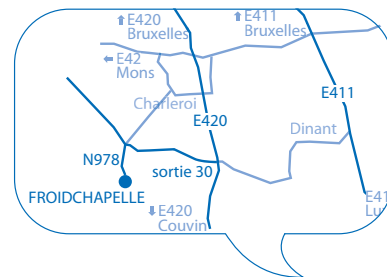 E420
Bruxelles
E411
Bruxelles
E42
Mons
Charleroi
E420
E411
Dinant
N978
sortie 30
FROIDCHAPELLE
E420
Couvin